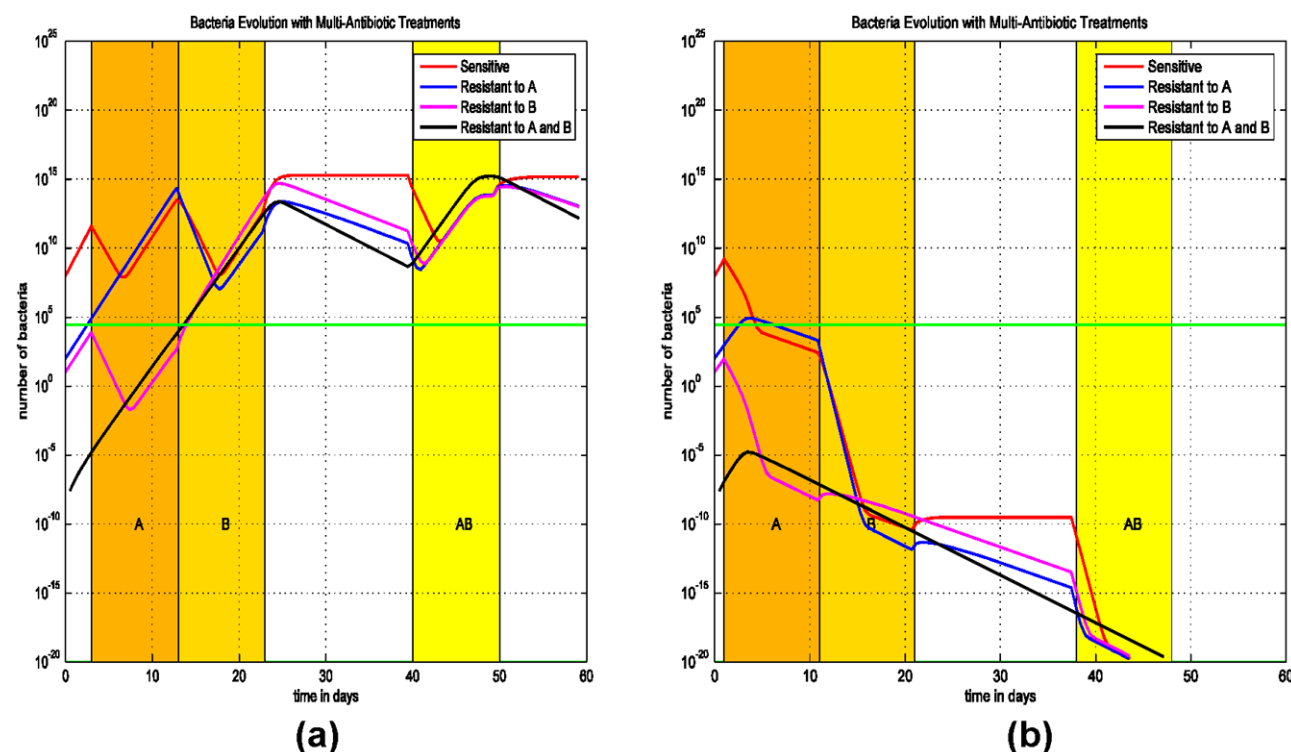 Bacteria Evolution with Multi-Antibiotic Treatments
10^25
10^20
10^15
10^10
10^5
10^0
10^-5
10^-10
10^-15
10^-20
number of bacteria
Sensitive
Resistant to A
Resistant to B
Resistant to A and B
A
B
AB
0 10 20 30 40 50 60
time in days
(a)
Bacteria Evolution with Multi-Antibiotic Treatments
10^25
10^20
10^15
10^10
10^5
10^0
10^-5
10^-10
10^-15
10^-20
number of bacteria
Sensitive
Resistant to A
Resistant to B
Resistant to A and B
A
B
AB
0 10 20 30 40 50 60
time in days
(b)